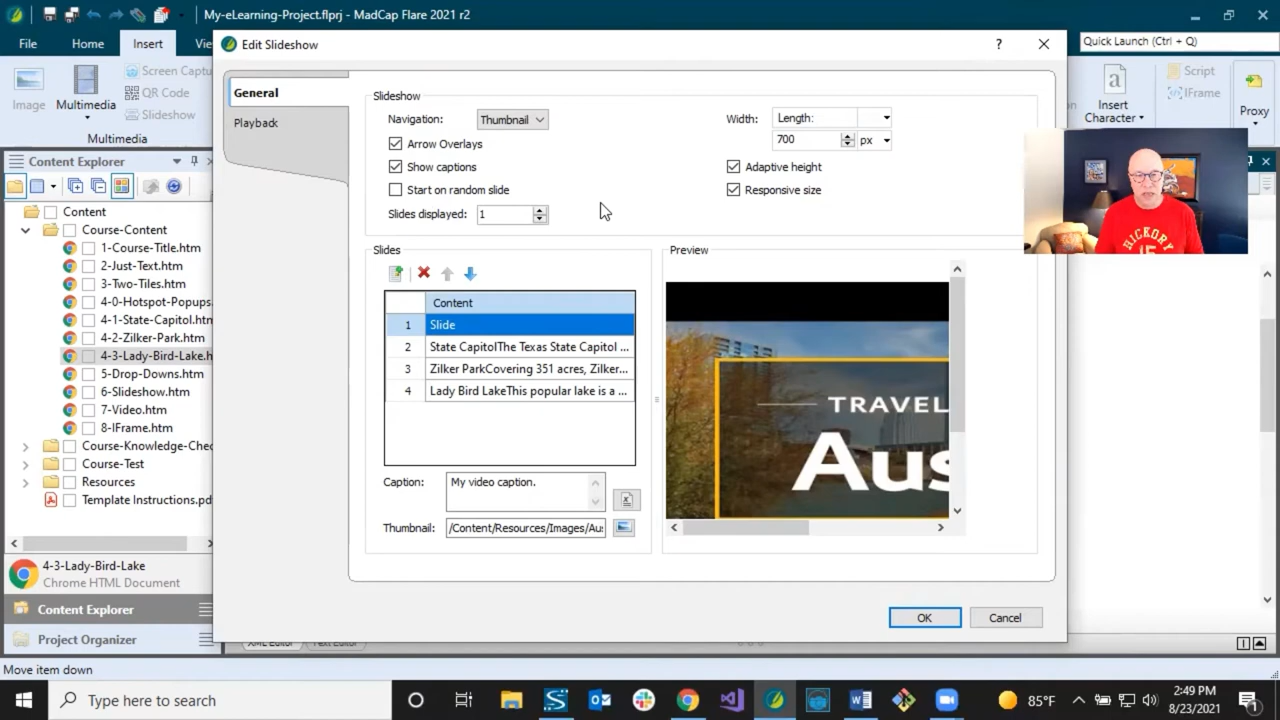 My-eLearning-Project.flprj - MadCap Flare 2021 r2
File
Home
Insert
Vie
Quick Launch (Ctrl + Q)
Edit Slideshow
?
Image
Multimedia
Screen Captu
QR Code
Slideshow
Multimedia
Insert
Character
Script
IFrame
Proxy
General
Playback
Slideshow
Navigation:
Thumbnail
Arrow Overlays
Show captions
Start on random slide
Slides displayed:
1
Width:
Length:
700
px
Adaptive height
Responsive size
Content Explorer
Content
Course-Content
1-Course-Title.htm
2-Just-Text.htm
3-Two-Tiles.htm
4-0-Hotspot-Popups.
4-1-State-Capitol.htm
4-2-Zilker-Park.htm
4-3-Lady-Bird-Lake.h
5-Drop-Downs.htm
6-Slideshow.htm
7-Video.htm
8-IFrame.htm
Course-Knowledge-Che
Course-Test
Resources
Template Instructions.pd
Slides
Content
1 Slide
2 State CapitolThe Texas State Capitol ...
3 Zilker ParkCovering 351 acres, Zilker...
4 Lady Bird LakeThis popular lake is a ...
Caption:
My video caption.
Thumbnail:
/Content/Resources/Images/Au
Preview
TRAVEL
Aus
HICKORY
OK
Cancel
4-3-Lady-Bird-Lake
Chrome HTML Document
Content Explorer
Project Organizer
XML Editor
Text Editor
Move item down
Type here to search
85°F
2:49 PM
8/23/2021
1